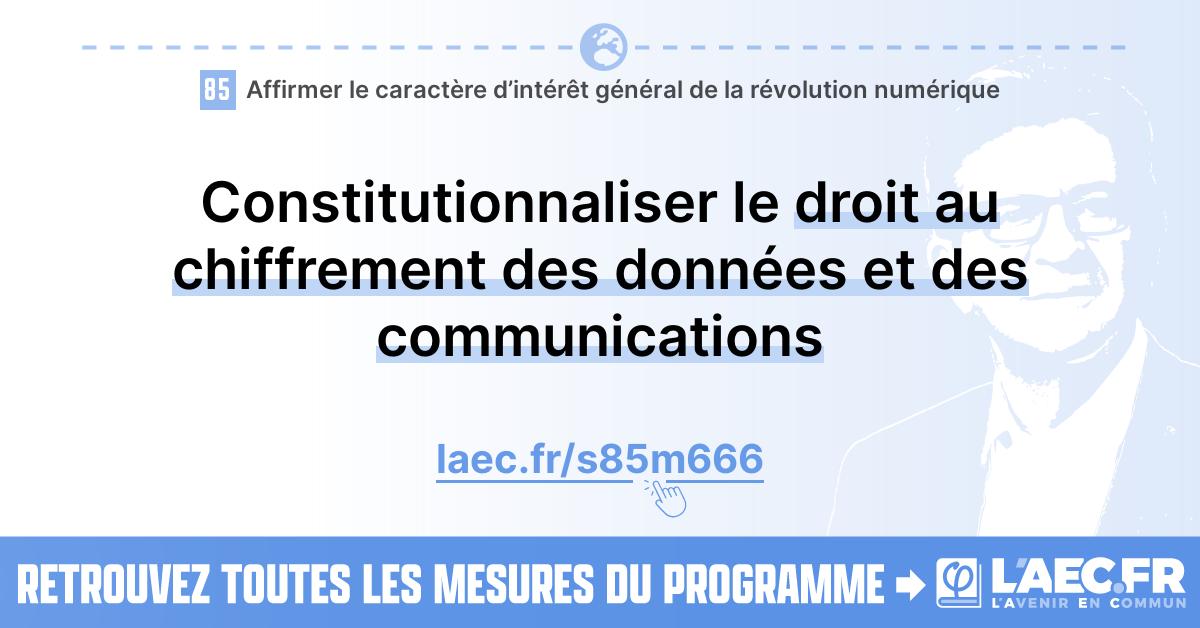 85 Affirmer le caractère d’intérêt général de la révolution numérique
Constitutionnaliser le droit au
chiffrement des données et des
communications
laec.fr/s85m666
RETROUVEZ TOUTES LES MESURES DU PROGRAMME
φ L'AEC.FR
L'AVENIR EN COMMUN